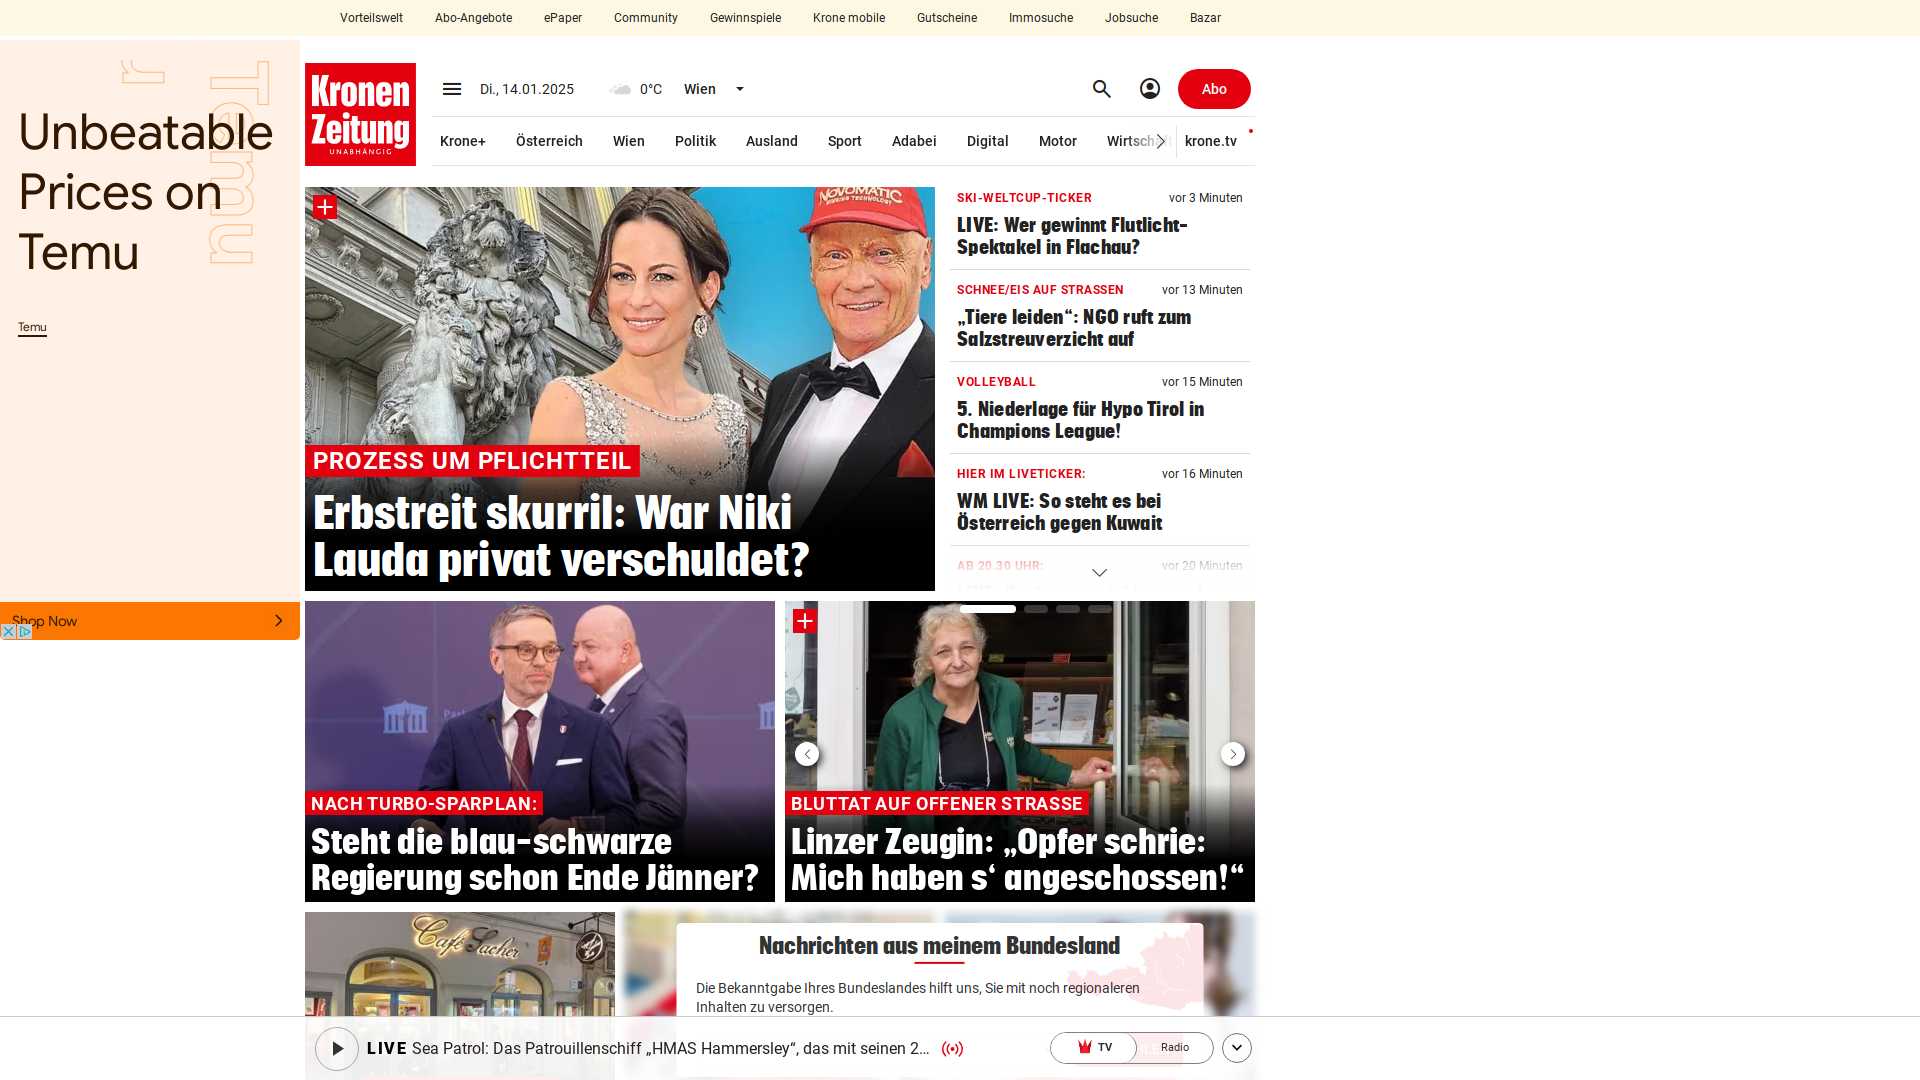 Vorteilswelt Abo-Angebote ePaper Community Gewinnspiele Krone mobile Gutscheine Immosuche Jobsuche Bazar
Temu
Unbeatable
Prices on
Temu
Temu
Shop Now
Kronen
Zeitung
UNABHÄNGIG
Di., 14.01.2025 0°C Wien
Abo
Krone+ Österreich Wien Politik Ausland Sport Adabei Digital Motor Wirtschaft krone.tv
NOVOMATIC
WINNING TECHNOLOGY
PROZESS UM PFLICHTTEIL
Erbstreit skurril: War Niki
Lauda privat verschuldet?
SKI-WELTCUP-TICKER vor 3 Minuten
LIVE: Wer gewinnt Flutlicht-
Spektakel in Flachau?
SCHNEE/EIS AUF STRASSEN vor 13 Minuten
„Tiere leiden“: NGO ruft zum
Salzstreuverzicht auf
VOLLEYBALL vor 15 Minuten
5. Niederlage für Hypo Tirol in
Champions League!
HIER IM LIVETICKER: vor 16 Minuten
WM LIVE: So steht es bei
Österreich gegen Kuwait
AB 20.30 UHR: vor 20 Minuten
NACH TURBO-SPARPLAN:
Steht die blau-schwarze
Regierung schon Ende Jänner?
BLUTTAT AUF OFFENER STRASSE
Linzer Zeugin: „Opfer schrie:
Mich haben s‘ angeschossen!“
Café Sacher
Nachrichten aus meinem Bundesland
Die Bekanntgabe Ihres Bundeslandes hilft uns, Sie mit noch regionaleren
Inhalten zu versorgen.
LIVE Sea Patrol: Das Patrouillenschiff „HMAS Hammersley“, das mit seinen 2...
TV Radio